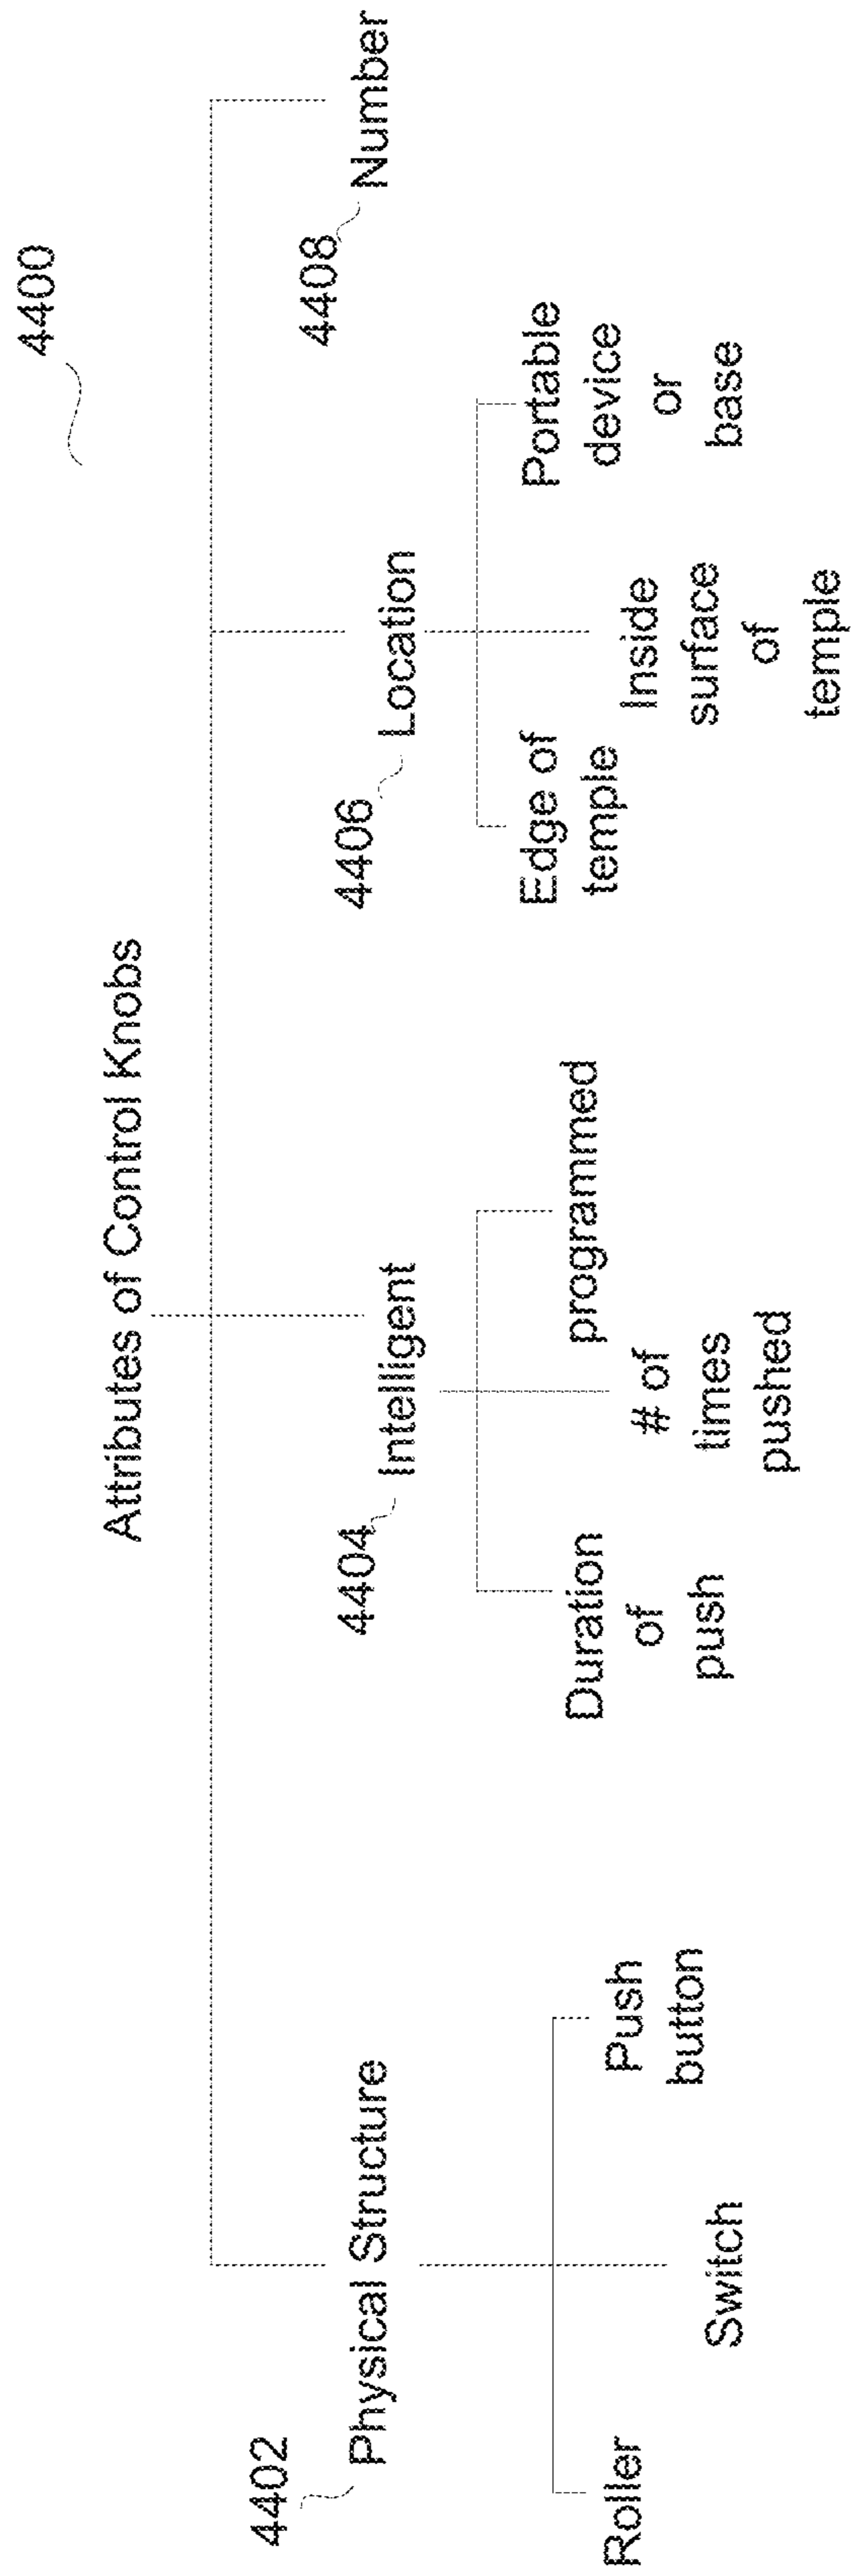 4400
Attributes of Control Knobs
4402
Physical Structure
Roller
Switch
Push
button
4404
Intelligent
Duration
of
push
# of
times
pushed
programmed
4406
Location
Edge of
temple
Inside
surface
of
temple
Portable
device
or
base
4408
Number